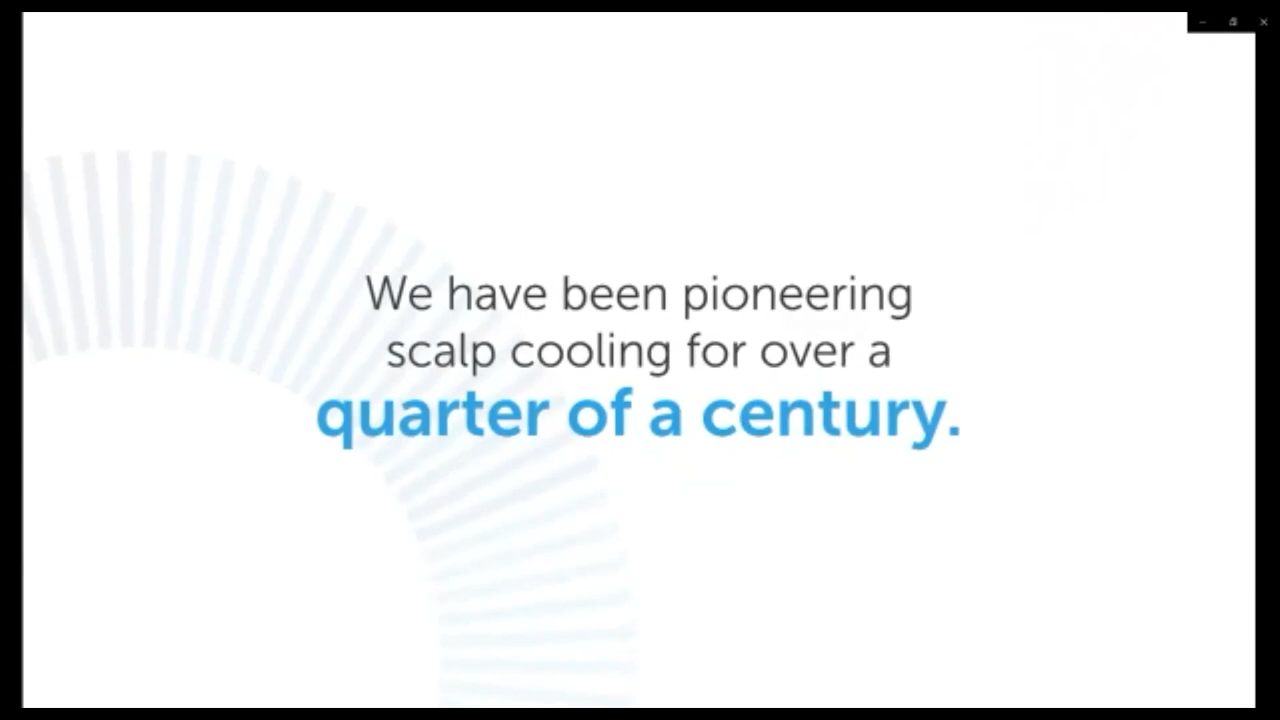 We have been pioneering
scalp cooling for over a
quarter of a century.